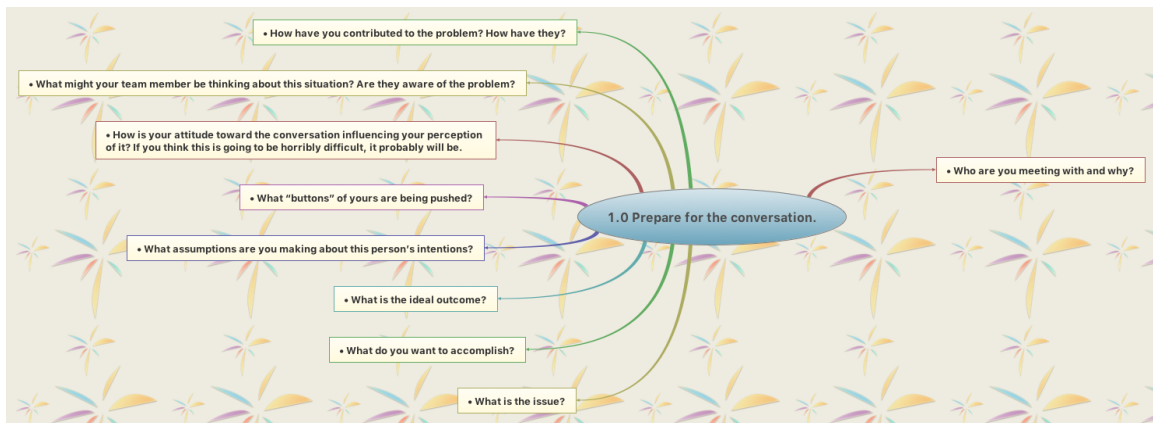 • How have you contributed to the problem? How have they?
• What might your team member be thinking about this situation? Are they aware of the problem?
• How is your attitude toward the conversation influencing your perception
of it? If you think this is going to be horribly difficult, it probably will be.
• Who are you meeting with and why?
• What “buttons” of yours are being pushed?
1.0 Prepare for the conversation.
• What assumptions are you making about this person’s intentions?
• What is the ideal outcome?
• What do you want to accomplish?
• What is the issue?